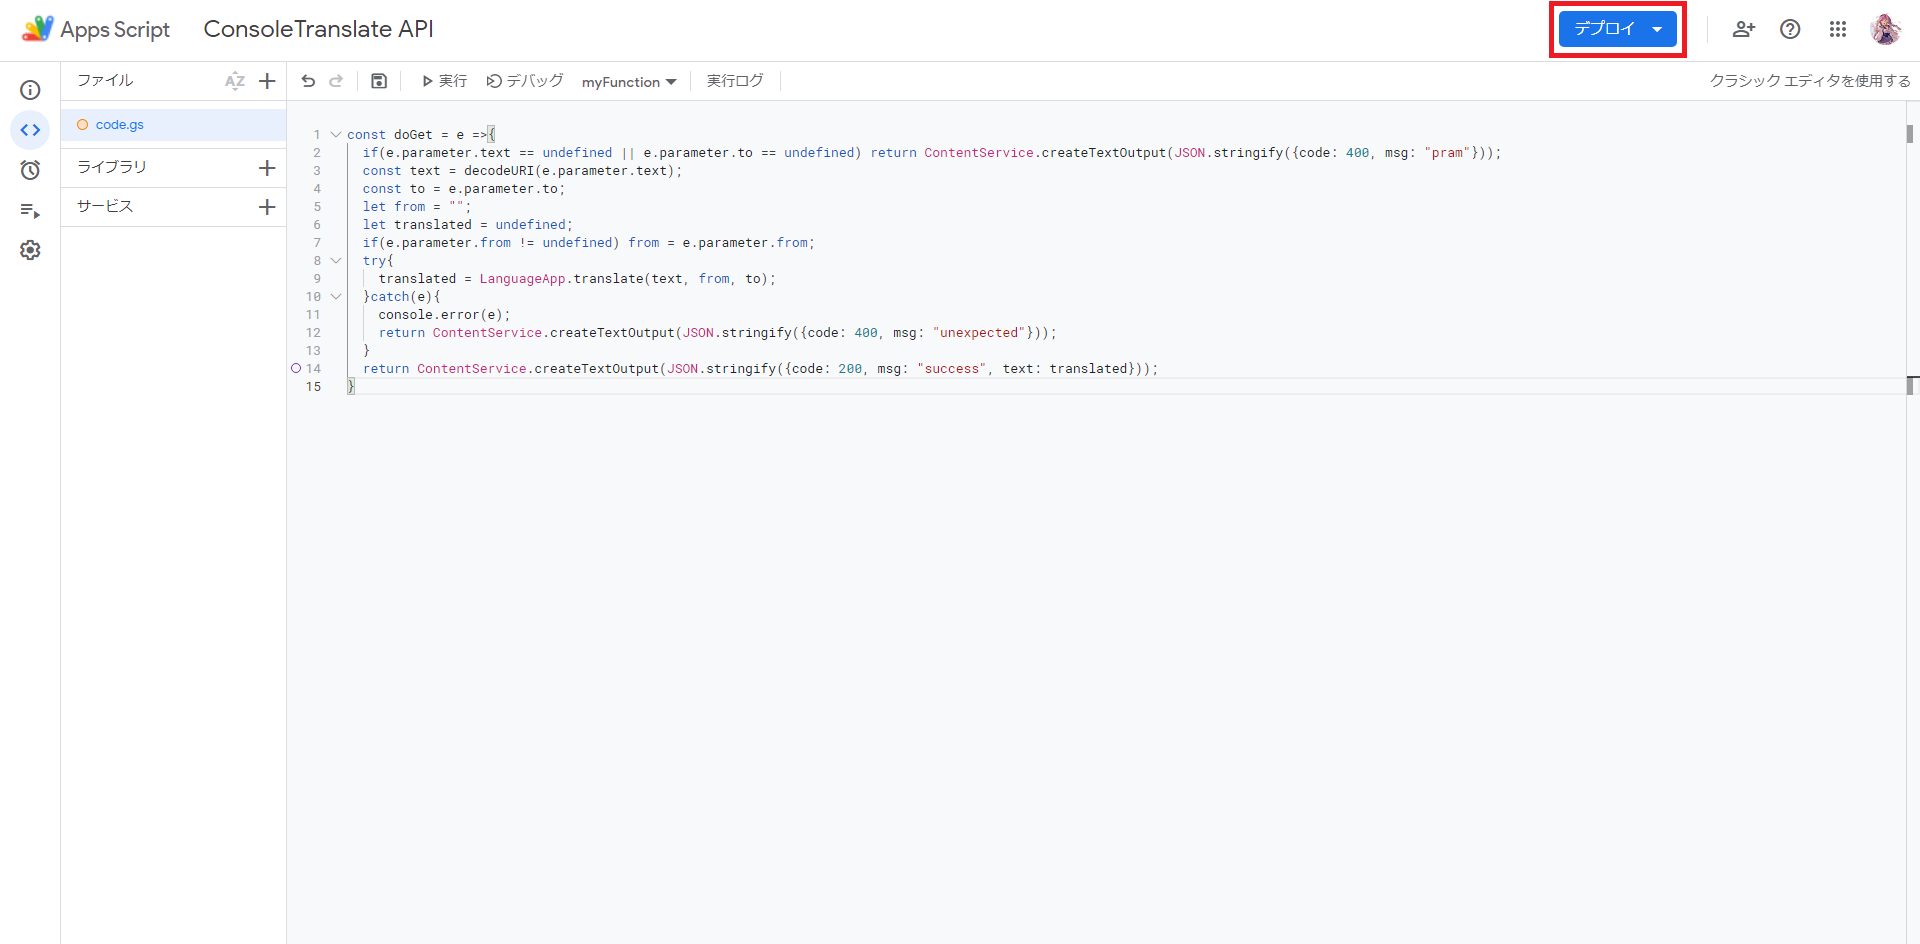 Apps Script ConsoleTranslate API デプロイ
ファイル AZ 実行 デバッグ myFunction 実行ログ クラシック エディタを使用する
code.gs
ライブラリ
サービス
1 const doGet = e =>{
2 if(e.parameter.text == undefined || e.parameter.to == undefined) return ContentService.createTextOutput(JSON.stringify({code: 400, msg: "pram"}));
3 const text = decodeURI(e.parameter.text);
4 const to = e.parameter.to;
5 let from = "";
6 let translated = undefined;
7 if(e.parameter.from != undefined) from = e.parameter.from;
8 try{
9 translated = LanguageApp.translate(text, from, to);
10 }catch(e){
11 console.error(e);
12 return ContentService.createTextOutput(JSON.stringify({code: 400, msg: "unexpected"}));
13 }
14 return ContentService.createTextOutput(JSON.stringify({code: 200, msg: "success", text: translated}));
15 }